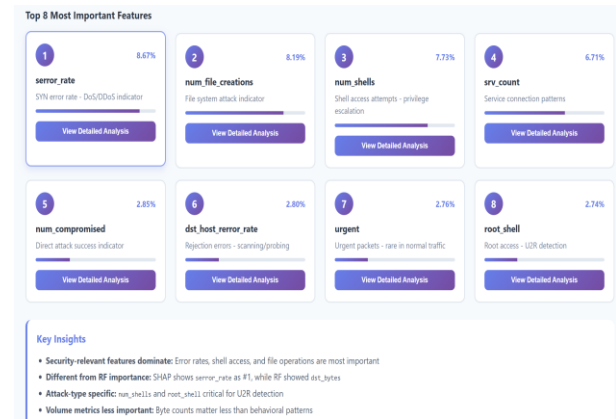 Top 8 Most Important Features
1
8.67%
serror_rate
SYN error rate - DoS/DDoS indicator
View Detailed Analysis
2
8.19%
num_file_creations
File system attack indicator
View Detailed Analysis
3
7.73%
num_shells
Shell access attempts - privilege
escalation
View Detailed Analysis
4
6.71%
srv_count
Service connection patterns
View Detailed Analysis
5
2.85%
num_compromised
Direct attack success indicator
View Detailed Analysis
6
2.80%
dst_host_rerror_rate
Rejection errors - scanning/probing
View Detailed Analysis
7
2.76%
urgent
Urgent packets - rare in normal traffic
View Detailed Analysis
8
2.74%
root_shell
Root access - U2R detection
View Detailed Analysis
Key Insights
• Security-relevant features dominate: Error rates, shell access, and file operations are most important
• Different from RF importance: SHAP shows serror_rate as #1, while RF showed dst_bytes
• Attack-type specific: num_shells and root_shell critical for U2R detection
• Volume metrics less important: Byte counts matter less than behavioral patterns